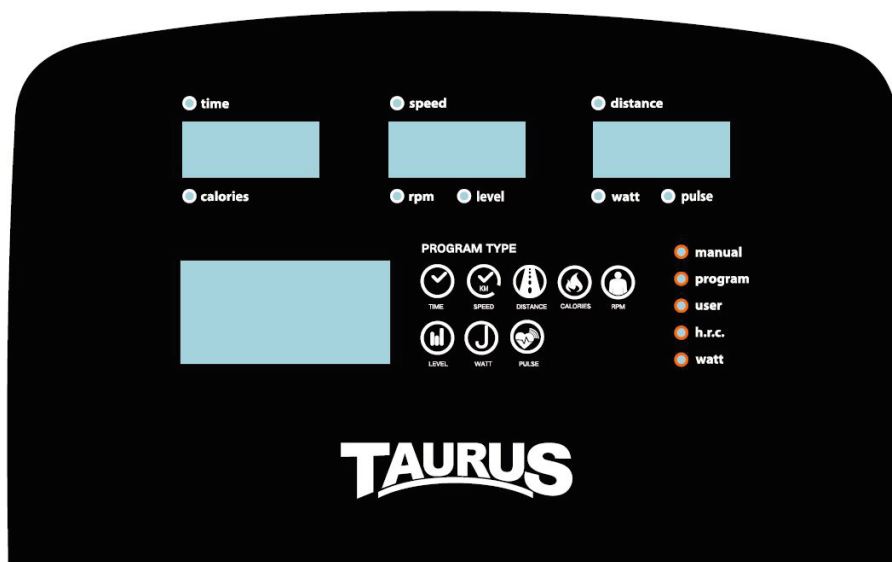 time speed distance
calories rpm level watt pulse
PROGRAM TYPE
manual
program
user
h.r.c.
watt
KM
TIME SPEED DISTANCE CALORIES RPM
LEVEL WATT PULSE
TAURUS